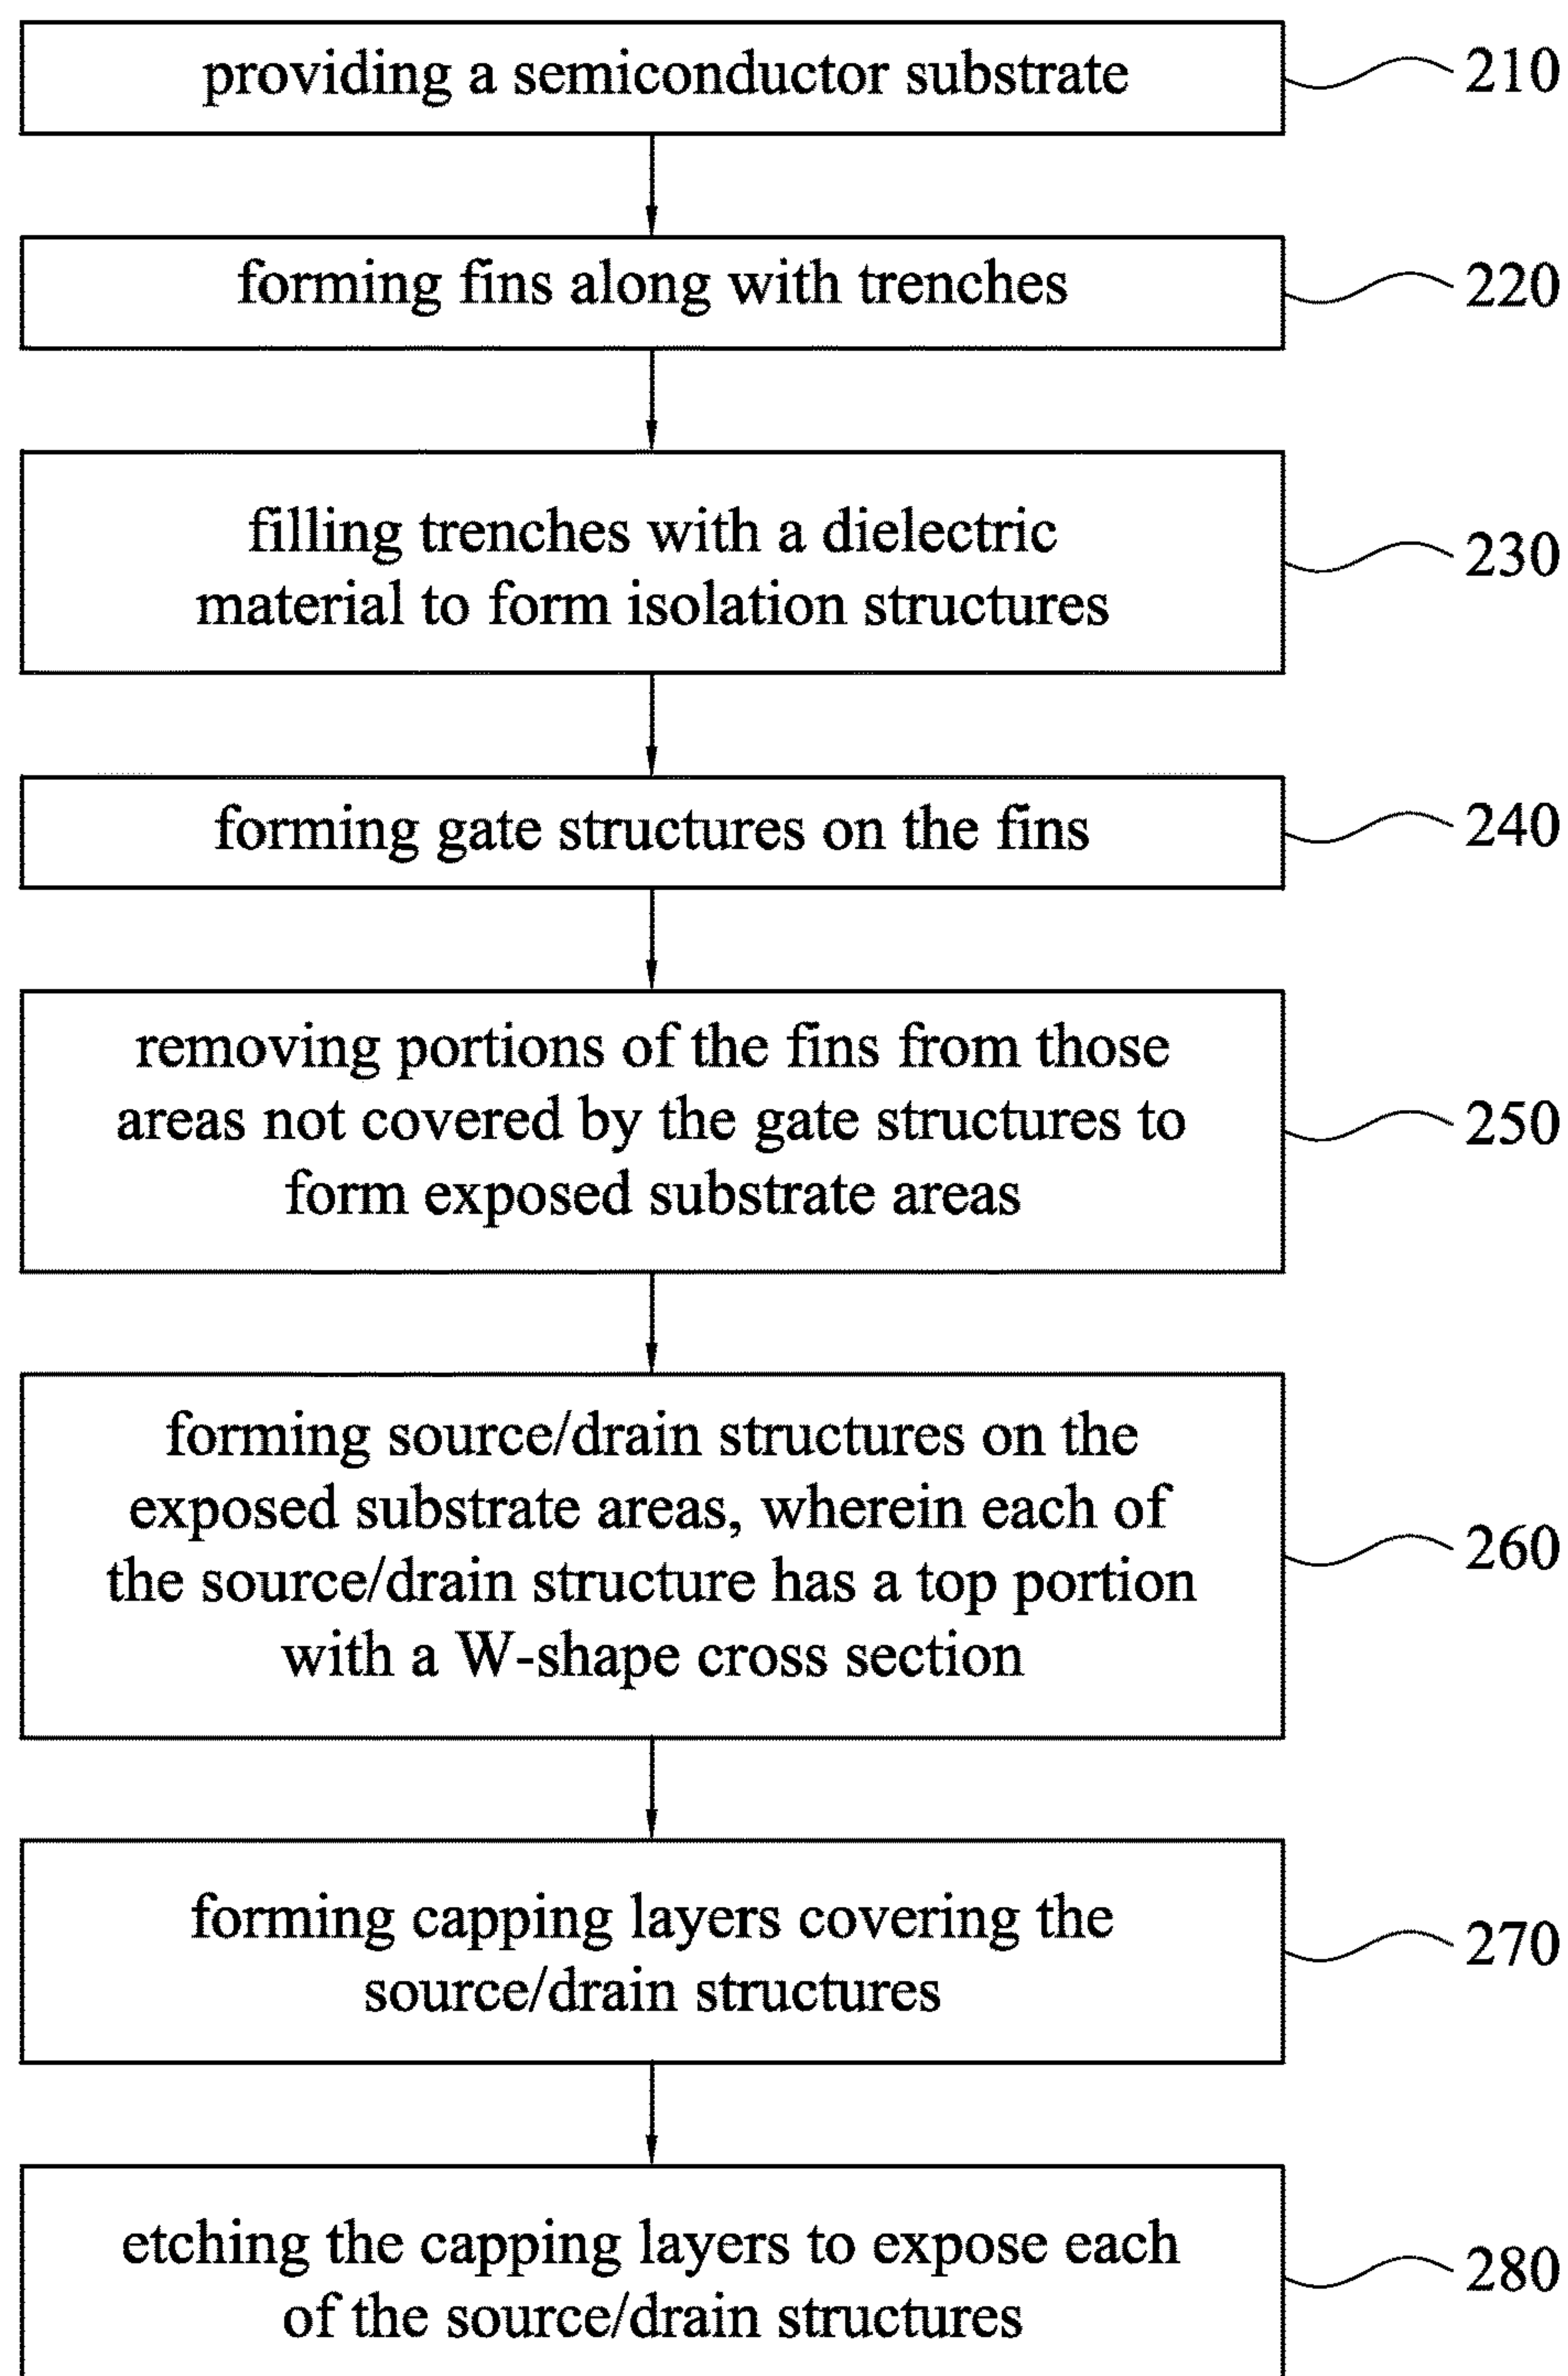 providing a semiconductor substrate
210
forming fins along with trenches
220
filling trenches with a dielectric
material to form isolation structures
230
forming gate structures on the fins
240
removing portions of the fins from those
areas not covered by the gate structures to
form exposed substrate areas
250
forming source/drain structures on the
exposed substrate areas, wherein each of
the source/drain structure has a top portion
with a W-shape cross section
260
forming capping layers covering the
source/drain structures
270
etching the capping layers to expose each
of the source/drain structures
280